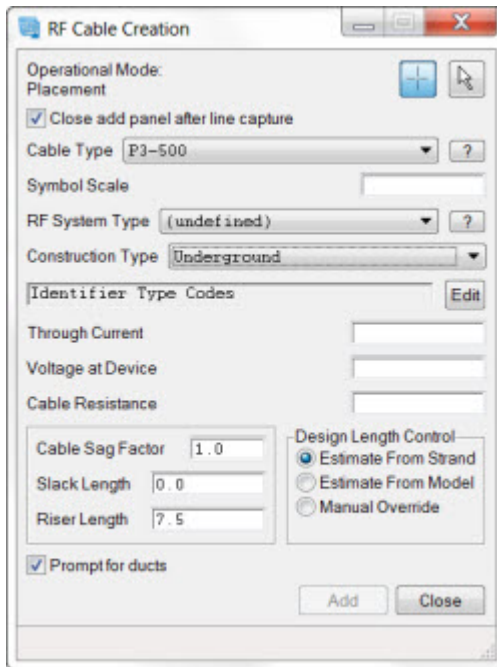 RF Cable Creation
Operational Mode:
Placement
Close add panel after line capture
Cable Type P3-500 ?
Symbol Scale
RF System Type (undefined) ?
Construction Type Underground
Identifier Type Codes Edit
Through Current
Voltage at Device
Cable Resistance
Cable Sag Factor 1.0
Slack Length 0.0
Riser Length 7.5
Design Length Control
Estimate From Strand
Estimate From Model
Manual Override
Prompt for ducts
Add Close